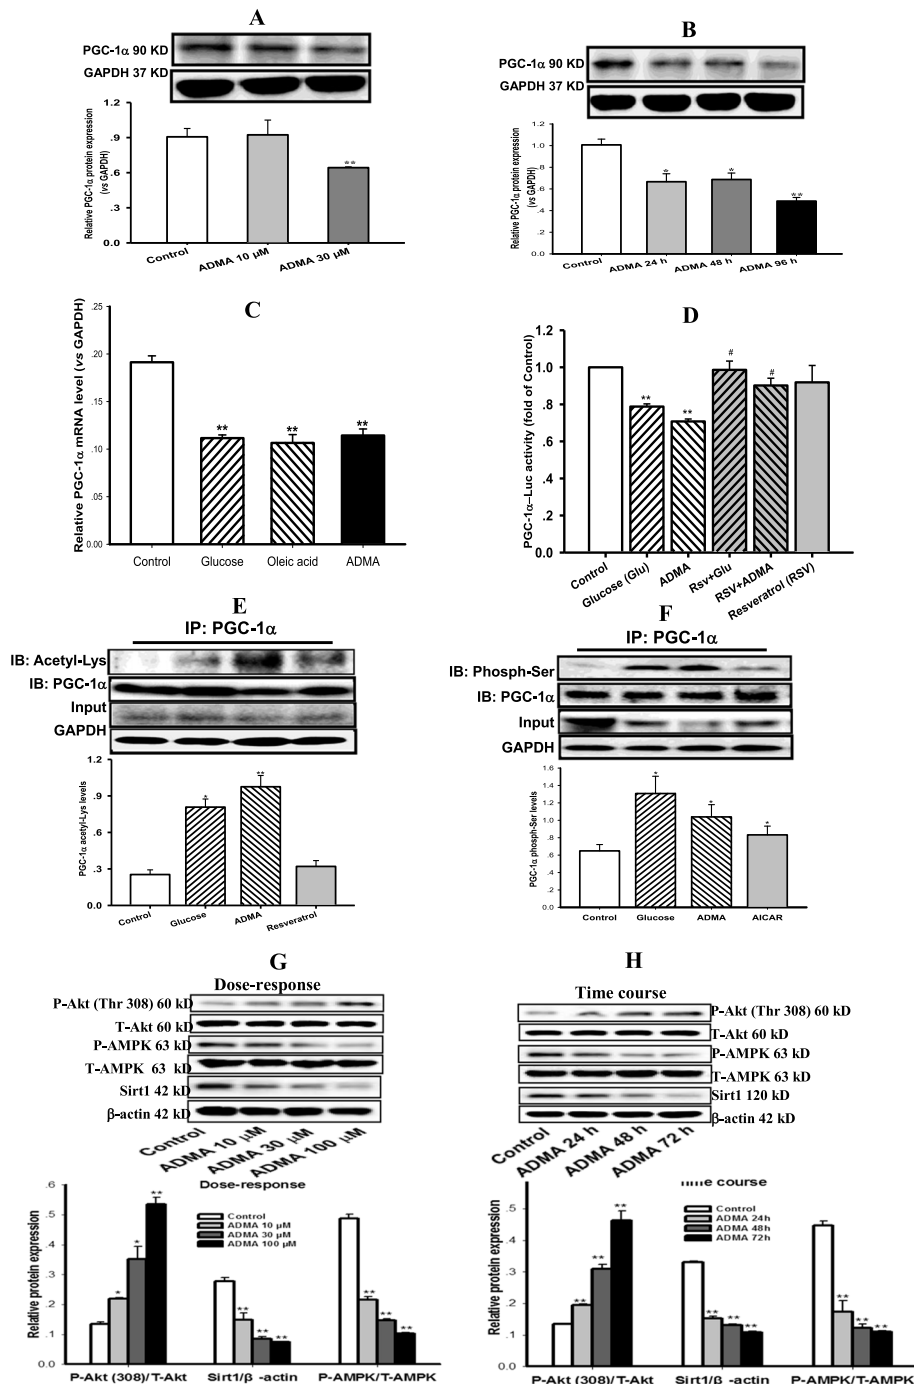 A
PGC-1α 90 KD
GAPDH 37 KD
Relative PGC-1α protein expression
(vs GAPDH)
1.2
.9
.6
.3
0.0
**
Control
ADMA 10 μM
ADMA 30 μM
B
PGC-1α 90 KD
GAPDH 37 KD
Relative PGC-1α protein expression
(vs GAPDH)
1.2
1.0
.8
.6
.4
.2
0.0
*
*
**
Control
ADMA 24 h
ADMA 48 h
ADMA 96 h
C
Relative PGC-1α mRNA level (vs GAPDH)
.25
.20
.15
.10
.05
0.00
**
**
**
Control
Glucose
Oleic acid
ADMA
D
PGC-1α–Luc activity (fold of Control)
1.2
1.0
.8
.6
.4
.2
0.0
**
**
#
#
Control
Glucose (Glu)
ADMA
Rsv+Glu
RSV+ADMA
Resveratrol (RSV)
E
IP: PGC-1α
IB: Acetyl-Lys
IB: PGC-1α
Input
GAPDH
PGC-1α acetyl-Lys levels
1.2
.9
.6
.3
0.0
*
**
Control
Glucose
ADMA
Resveratrol
F
IP: PGC-1α
IB: Phosph-Ser
IB: PGC-1α
Input
GAPDH
PGC-1α phosph-Ser levels
1.6
1.4
1.2
1.0
.8
.6
.4
.2
0.0
*
*
*
Control
Glucose
ADMA
AICAR
G
Dose-response
P-Akt (Thr 308) 60 kD
T-Akt 60 kD
P-AMPK 63 kD
T-AMPK 63 kD
Sirt1 42 kD
β-actin 42 kD
Control
ADMA 10 μM
ADMA 30 μM
ADMA 100 μM
Dose-response
Relative protein expression
.6
.5
.4
.3
.2
.1
0.0
Control
ADMA 10 μM
ADMA 30 μM
ADMA 100 μM
*
*
**
**
**
**
**
**
**
P-Akt (308)/T-Akt
Sirt1/β -actin
P-AMPK/T-AMPK
H
Time course
P-Akt (Thr 308) 60 kD
T-Akt 60 kD
P-AMPK 63 kD
T-AMPK 63 kD
Sirt1 120 kD
β-actin 42 kD
Control
ADMA 24 h
ADMA 48 h
ADMA 72 h
Time course
Relative protein expression
.5
.4
.3
.2
.1
0.0
Control
ADMA 24h
ADMA 48h
ADMA 72h
**
**
**
**
**
**
**
**
**
P-Akt (308)/T-Akt
Sirt1/β -actin
P-AMPK/T-AMPK